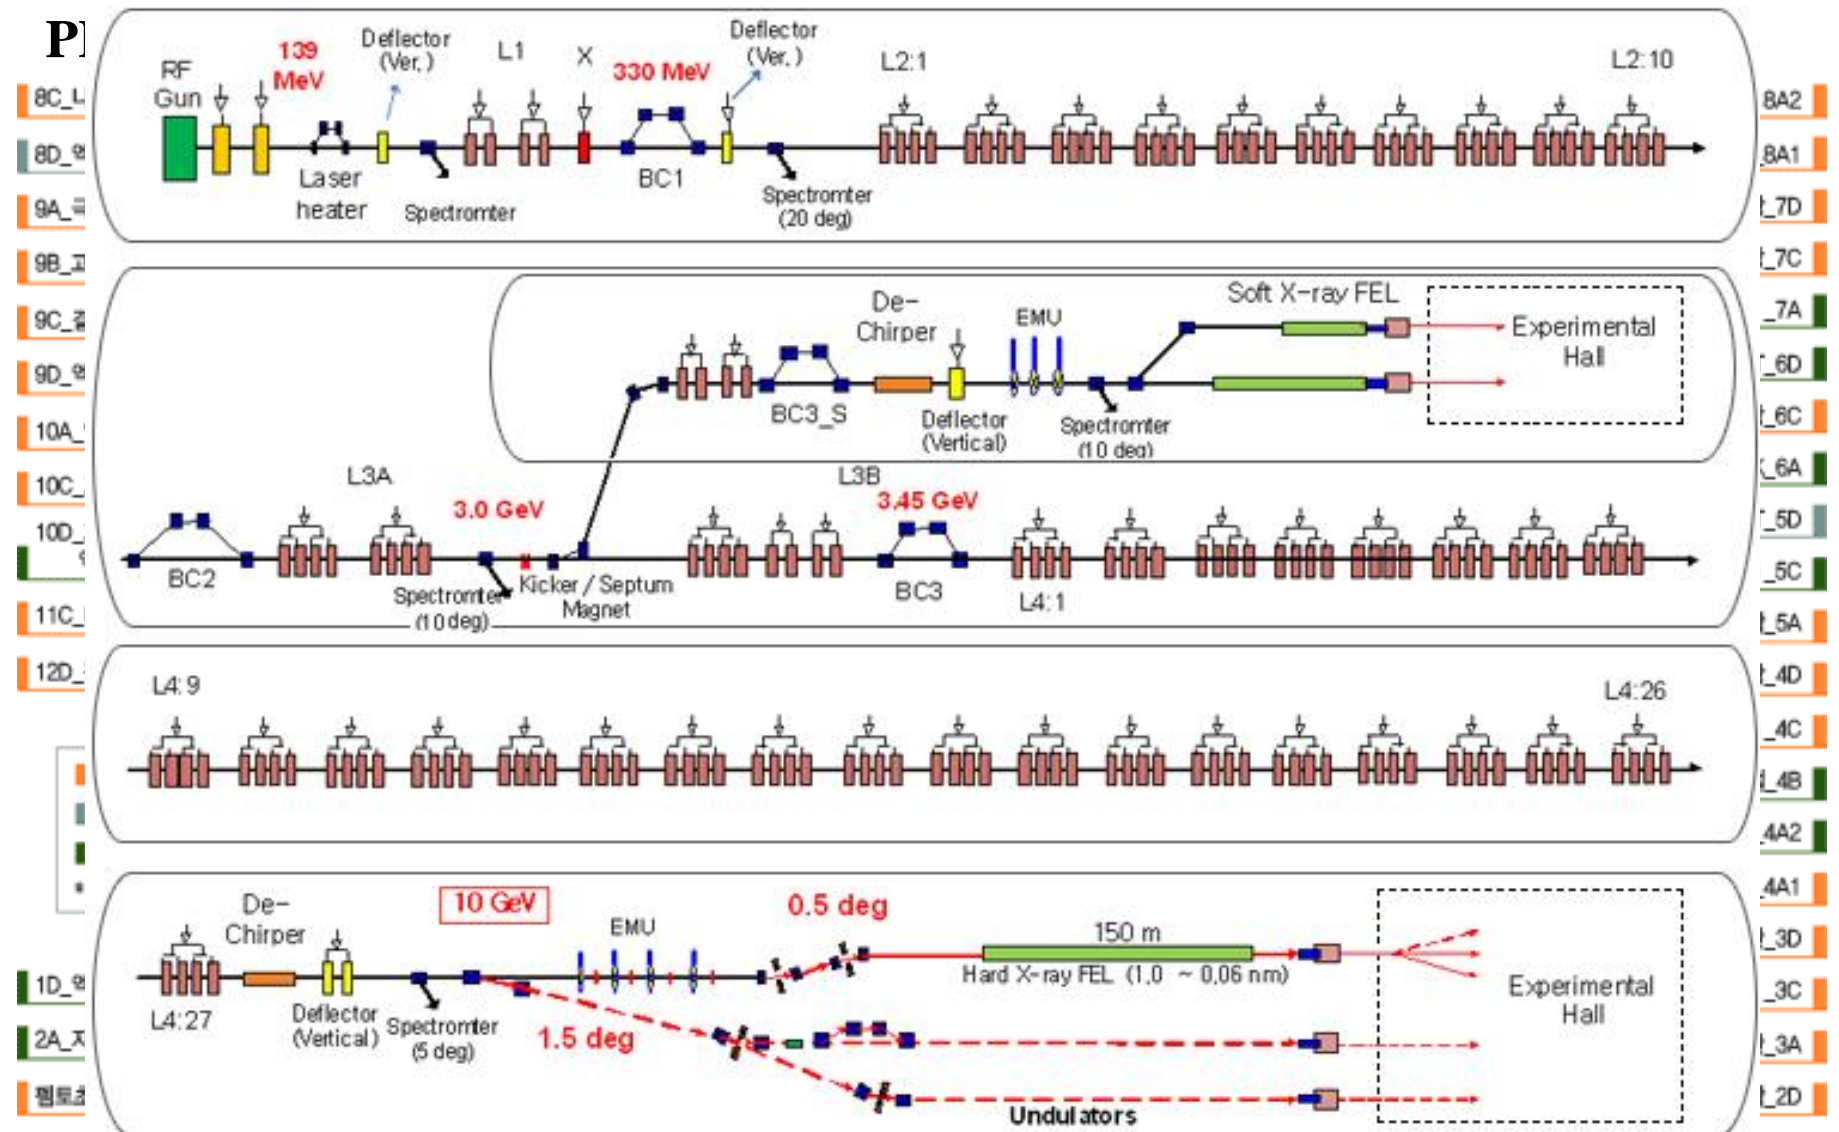 RF
Gun
139
MeV
Deflector
(Ver.)
L1
X
330 MeV
Deflector
(Ver.)
L2:1
L2:10
Laser
heater
Spectromter
BC1
Spectromter
(20 deg)
De-
Chirper
EMU
Soft X-ray FEL
Experimental
Hall
BC3_S
Deflector
(Vertical)
Spectromter
(10 deg)
L3A
3.0 GeV
L3B
3.45 GeV
BC2
Spectromter
(10 deg)
Kicker / Septum
Magnet
BC3
L4:1
L4:9
L4:26
De-
Chirper
10 GeV
EMU
0.5 deg
150 m
Hard X-ray FEL (1.0 ~ 0.06 nm)
L4:27
Deflector
(Vertical)
Spectromter
(5 deg)
1.5 deg
Experimental
Hall
Undulators
8C_
8D_
9A_
9B_
9C_
9D_
10A_
10C_
10D_
11C_
12D_
1D_
2A_
8A2
8A1
_7D
_7C
_7A
_6D
_6C
_6A
_5D
_5C
_5A
_4D
_4C
_4B
_4A2
_4A1
_3D
_3C
_3A
_2D